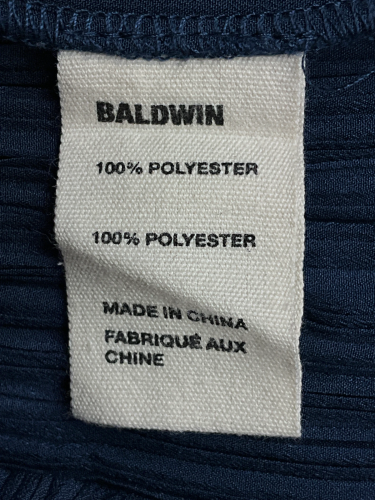 BALDWIN
100% POLYESTER
100% POLYESTER
MADE IN CHINA
FABRIQUÉ AUX
CHINE